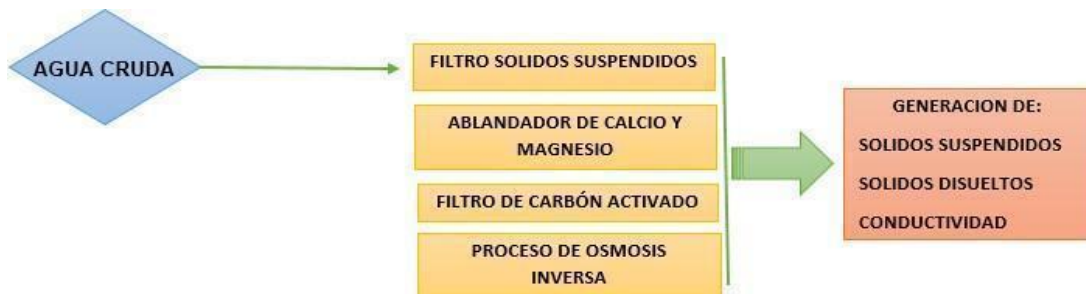 AGUA CRUDA
FILTRO SOLIDOS SUSPENDIDOS
ABLANDADOR DE CALCIO Y
MAGNESIO
FILTRO DE CARBÓN ACTIVADO
PROCESO DE OSMOSIS
INVERSA
GENERACION DE:
SOLIDOS SUSPENDIDOS
SOLIDOS DISUELTOS
CONDUCTIVIDAD